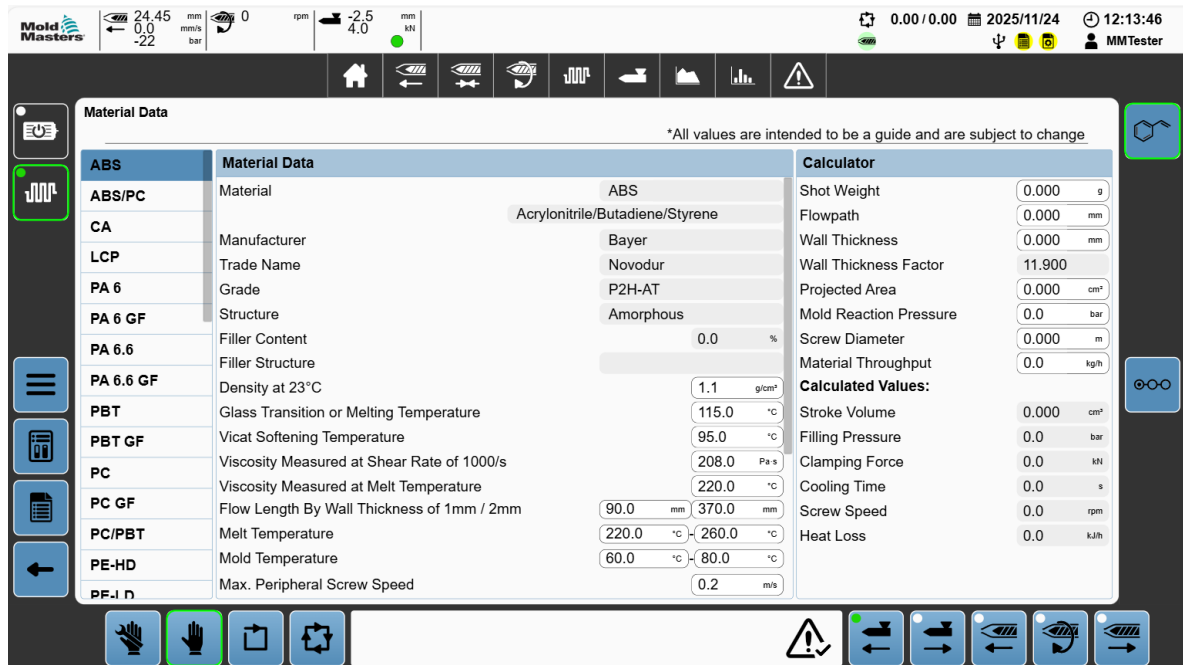 Mold
Masters
24.45 mm
0.0 mm/s
-22 bar
0 rpm
-2.5 mm
4.0 kN
0.00/0.00
2025/11/24
12:13:46
MMTester
Material Data
*All values are intended to be a guide and are subject to change
ABS
ABS/PC
CA
LCP
PA 6
PA 6 GF
PA 6.6
PA 6.6 GF
PBT
PBT GF
PC
PC GF
PC/PBT
PE-HD
PE-LD
Material Data
Material ABS
Acrylonitrile/Butadiene/Styrene
Manufacturer Bayer
Trade Name Novodur
Grade P2H-AT
Structure Amorphous
Filler Content 0.0 %
Filler Structure
Density at 23°C 1.1 g/cm³
Glass Transition or Melting Temperature 115.0 °C
Vicat Softening Temperature 95.0 °C
Viscosity Measured at Shear Rate of 1000/s 208.0 Pa·s
Viscosity Measured at Melt Temperature 220.0 °C
Flow Length By Wall Thickness of 1mm / 2mm 90.0 mm 370.0 mm
Melt Temperature 220.0 °C - 260.0 °C
Mold Temperature 60.0 °C - 80.0 °C
Max. Peripheral Screw Speed 0.2 m/s
Calculator
Shot Weight 0.000 g
Flowpath 0.000 mm
Wall Thickness 0.000 mm
Wall Thickness Factor 11.900
Projected Area 0.000 cm²
Mold Reaction Pressure 0.0 bar
Screw Diameter 0.000 m
Material Throughput 0.0 kg/h
Calculated Values:
Stroke Volume 0.000 cm³
Filling Pressure 0.0 bar
Clamping Force 0.0 kN
Cooling Time 0.0 s
Screw Speed 0.0 rpm
Heat Loss 0.0 kJ/h